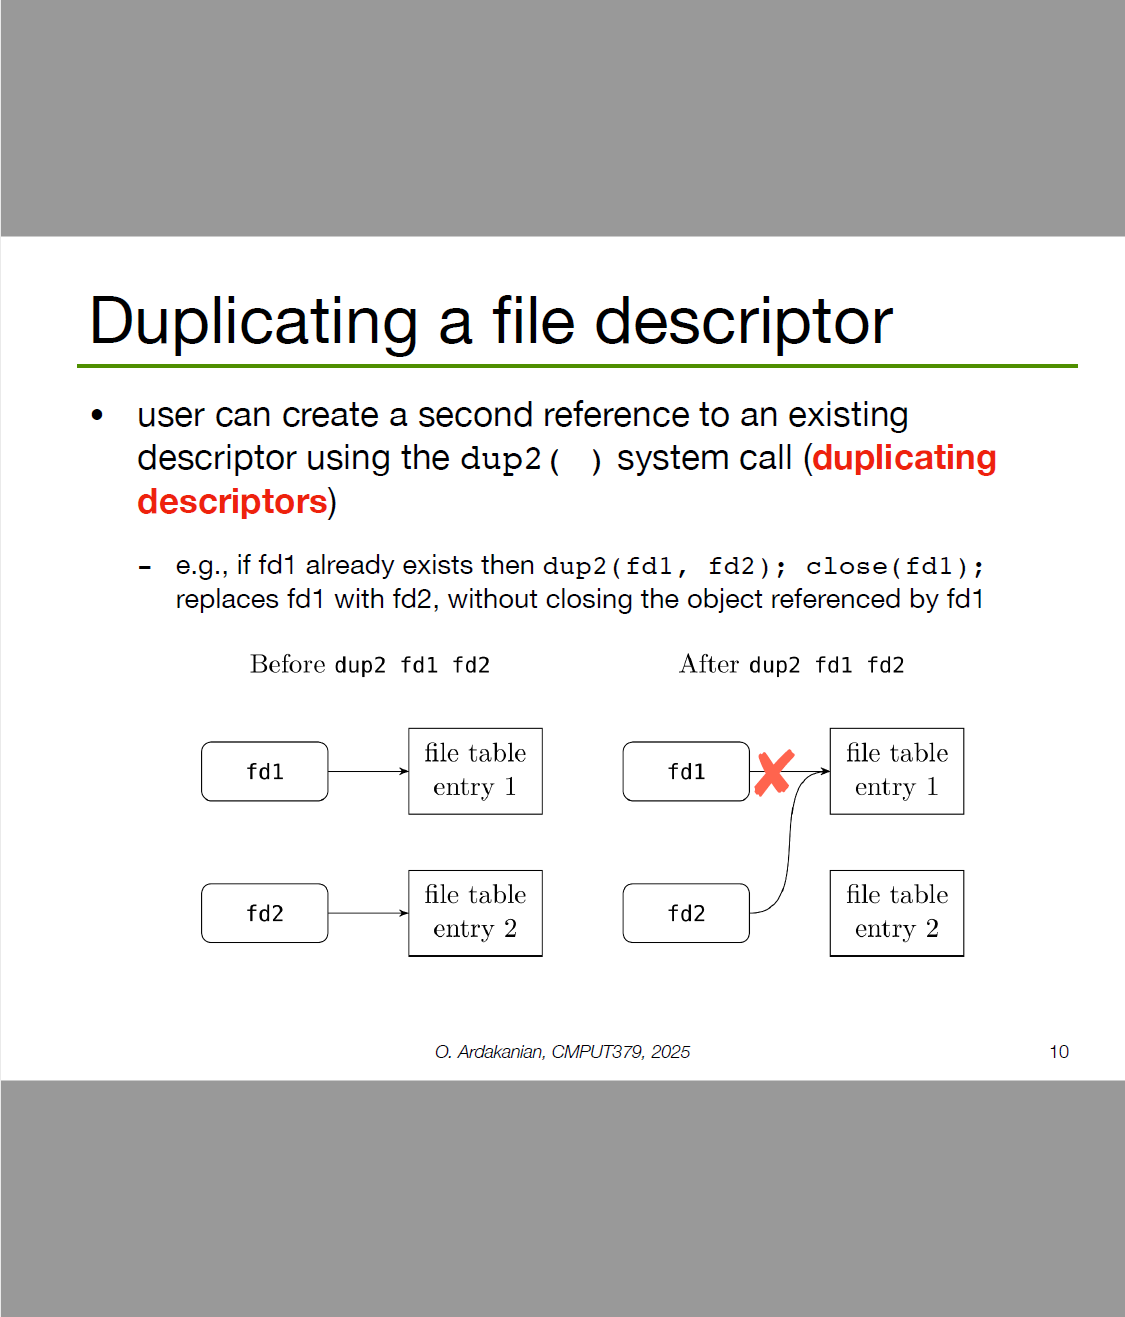 Duplicating a file descriptor
• user can create a second reference to an existing
descriptor using the dup2( ) system call (duplicating
descriptors)
– e.g., if fd1 already exists then dup2(fd1, fd2); close(fd1);
replaces fd1 with fd2, without closing the object referenced by fd1
Before dup2 fd1 fd2
fd1
file table
entry 1
fd2
file table
entry 2
After dup2 fd1 fd2
fd1
file table
entry 1
fd2
file table
entry 2
O. Ardakanian, CMPUT379, 2025
10